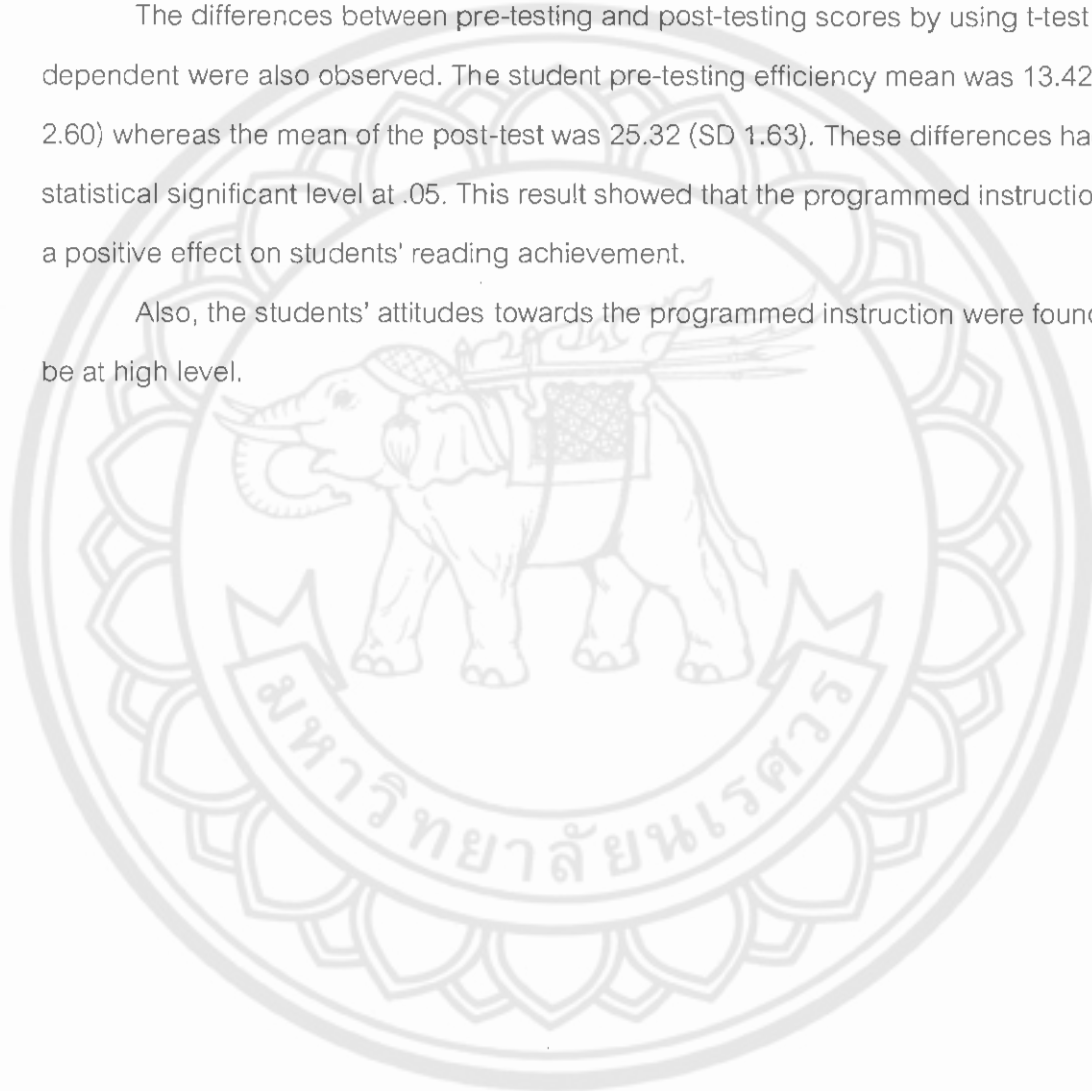 The differences between pre-testing and post-testing scores by using t-test
dependent were also observed. The student pre-testing efficiency mean was 13.42
2.60) whereas the mean of the post-test was 25.32 (SD 1.63). These differences ha
statistical significant level at .05. This result showed that the programmed instructio
a positive effect on students' reading achievement.
Also, the students' attitudes towards the programmed instruction were found
be at high level.
มหาวิทยาลัยนเรศวร